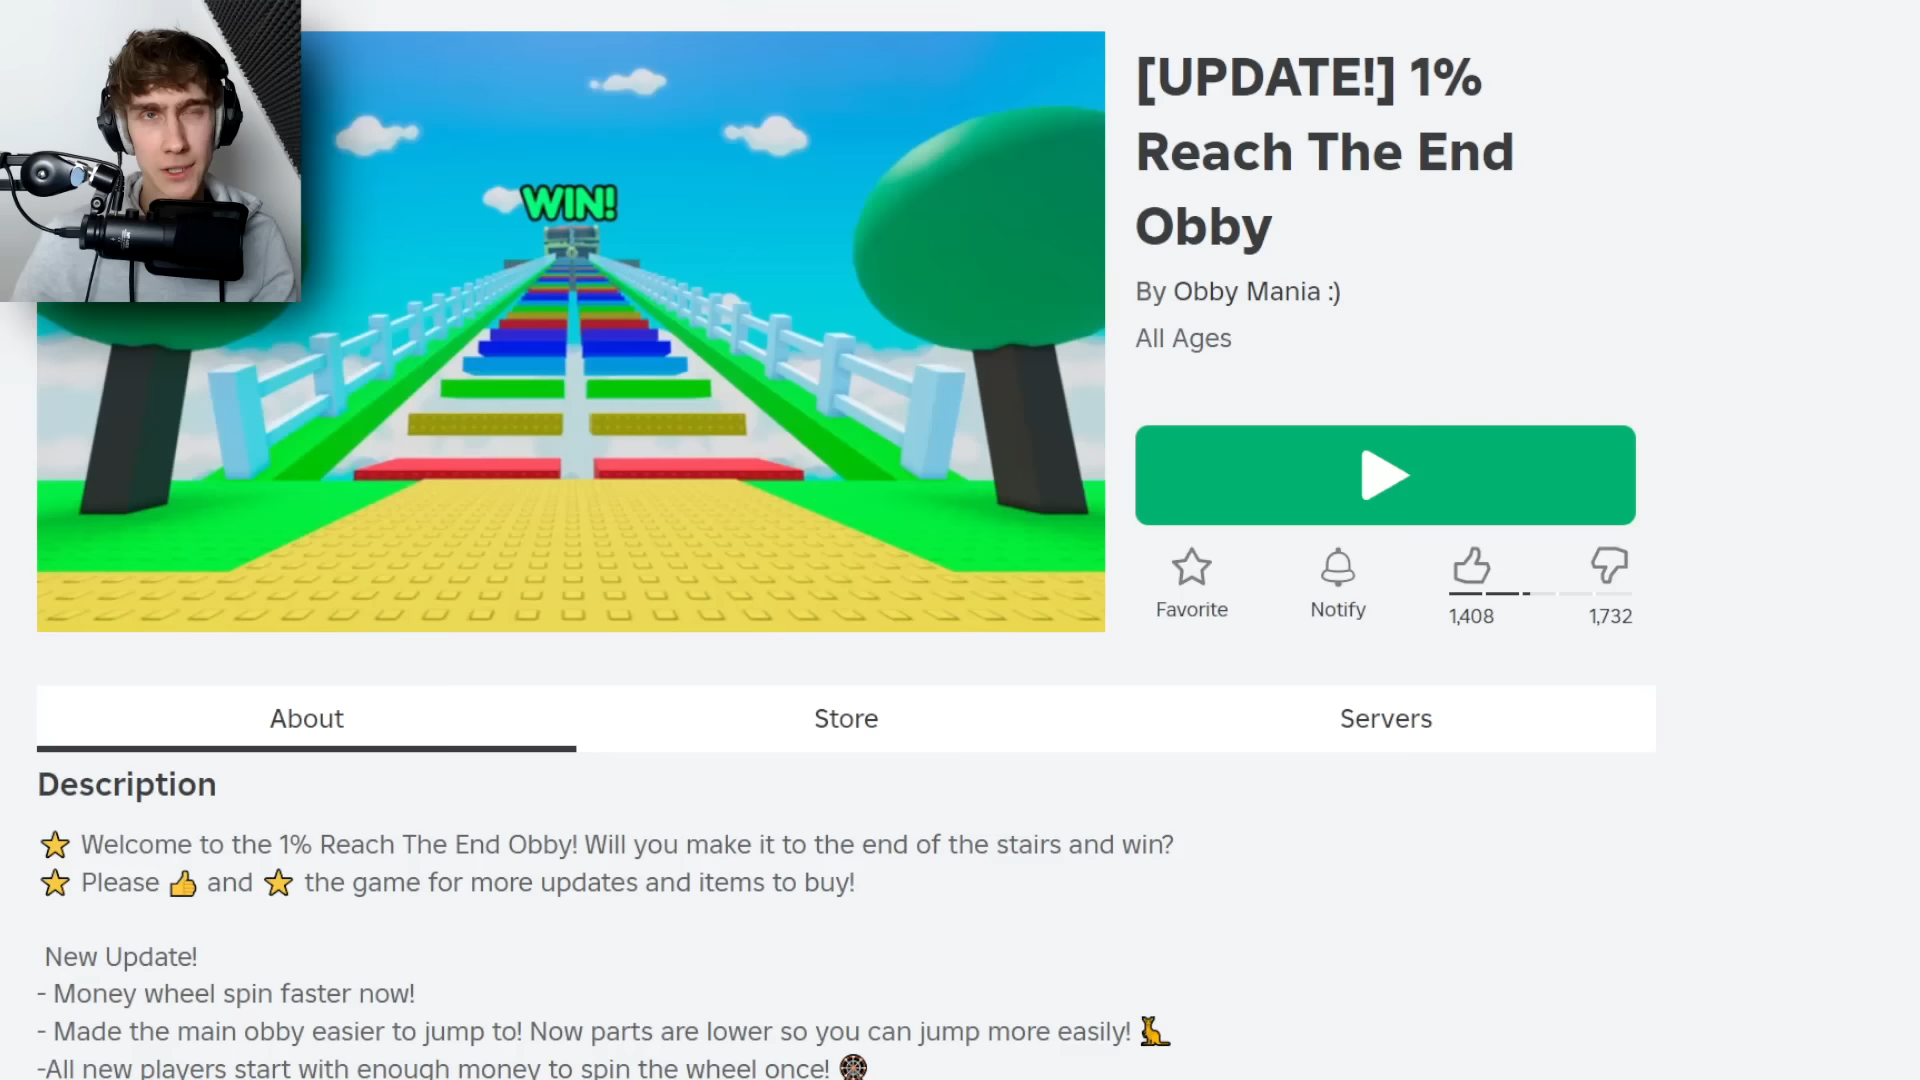 WIN!
[UPDATE!] 1%
Reach The End
Obby
By Obby Mania :)
All Ages
Favorite
Notify
1,408
1,732
About
Store
Servers
Description
⭐ Welcome to the 1% Reach The End Obby! Will you make it to the end of the stairs and win?
⭐ Please 👍 and ⭐ the game for more updates and items to buy!
New Update!
- Money wheel spin faster now!
- Made the main obby easier to jump to! Now parts are lower so you can jump more easily! 🦘
-All new players start with enough money to spin the wheel once!